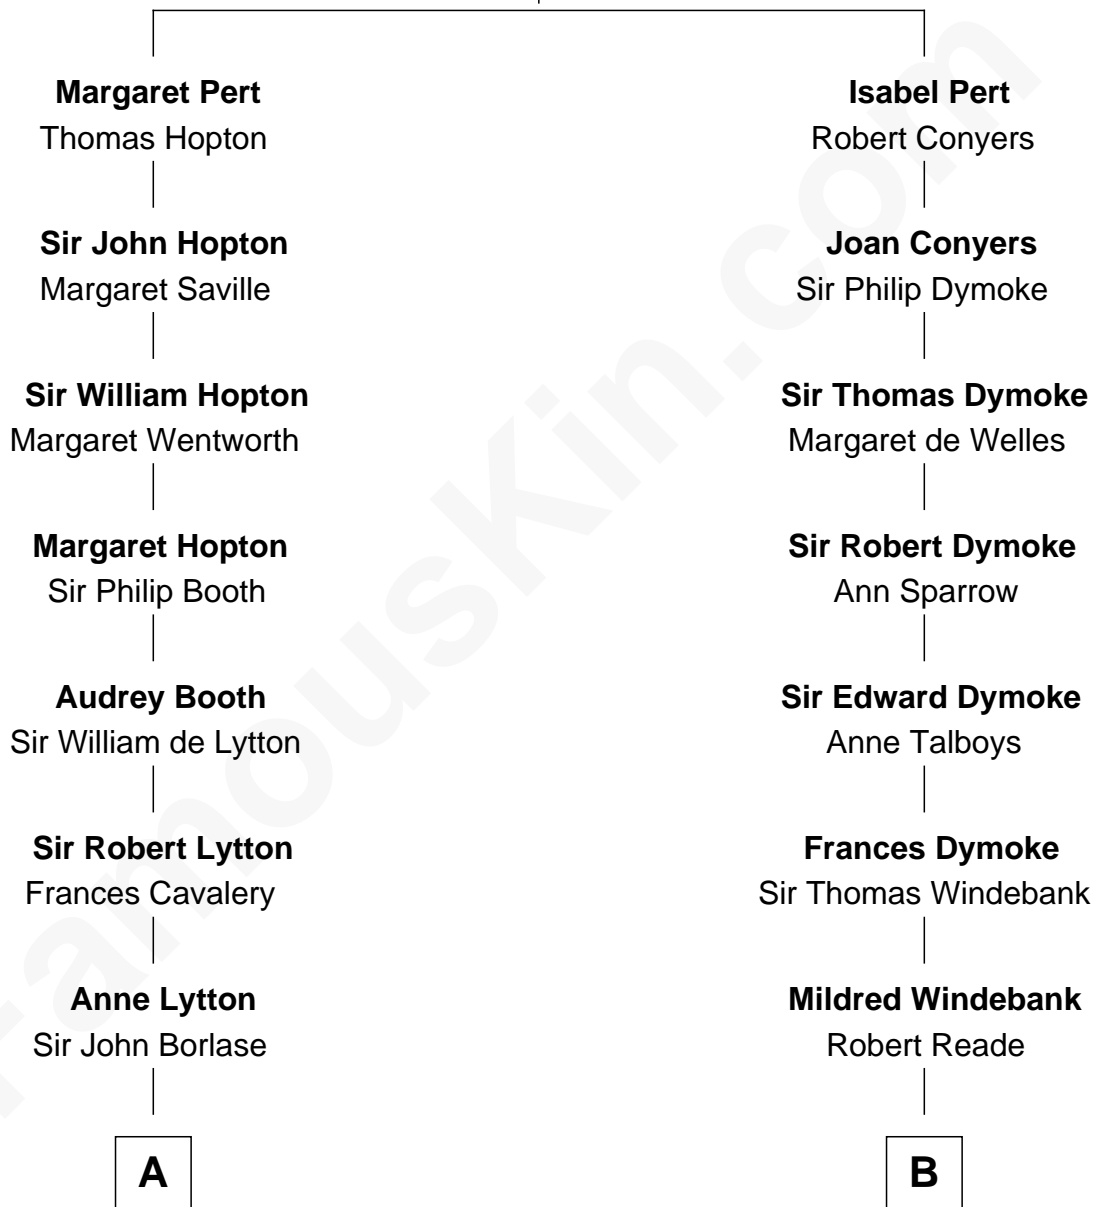 Margaret Pert
Thomas Hopton
Sir John Hopton
Margaret Saville
Sir William Hopton
Margaret Wentworth
Margaret Hopton
Sir Philip Booth
Audrey Booth
Sir William de Lytton
Sir Robert Lytton
Frances Cavalery
Anne Lytton
Sir John Borlase
A
Isabel Pert
Robert Conyers
Joan Conyers
Sir Philip Dymoke
Sir Thomas Dymoke
Margaret de Welles
Sir Robert Dymoke
Ann Sparrow
Sir Edward Dymoke
Anne Talboys
Frances Dymoke
Sir Thomas Windebank
Mildred Windebank
Robert Reade
B
FamousKin.com